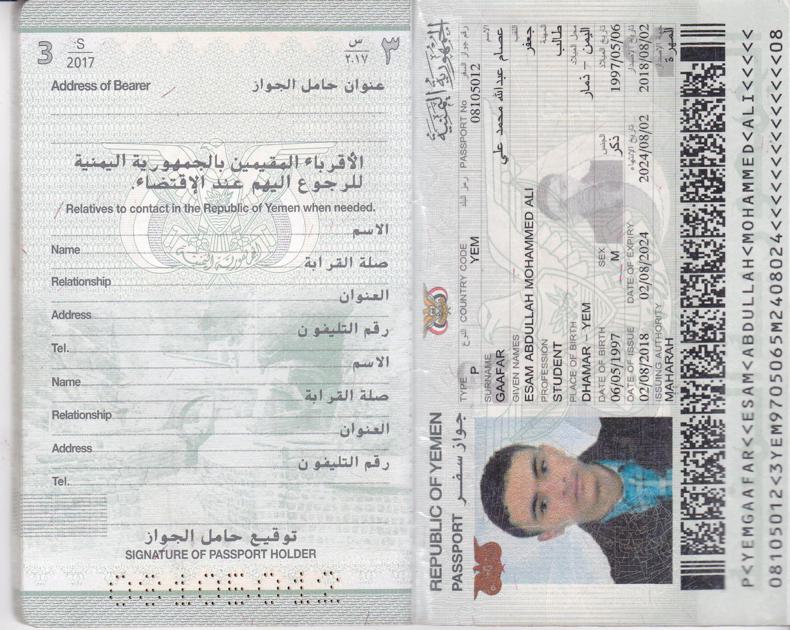 3
S
2017
Address of Bearer
عنوان حامل الجواز
س
٢٠١٧
٣
الأقرباء المقيمين بالجمهورية اليمنية
للرجوع اليهم عند الإقتضاء.
Relatives to contact in the Republic of Yemen when needed.
Name
الاسم
Relationship
صلة القرابة
Address
العنوان
Tel.
رقم التليفون
Name
الاسم
Relationship
صلة القرابة
Address
العنوان
Tel.
رقم التليفون
توقيع حامل الجواز
SIGNATURE OF PASSPORT HOLDER
REPUBLIC OF YEMEN
الجمهورية اليمنية
PASSPORT جواز سفر
TYPE النوع COUNTRY CODE رمز البلد PASSPORT No رقم جواز السفر
P YEM 08105012
SURNAME الاسم
GAAFAR عصام عبدالله محمد علي
GIVEN NAMES اللقب
ESAM ABDULLAH MOHAMMED ALI جعفر
PROFESSION المهنة
STUDENT طالب
PLACE OF BIRTH محل الميلاد
DHAMAR – YEM اليمن – ذمار
DATE OF BIRTH SEX الجنس تاريخ الميلاد
06/05/1997 M ذكر 1997/05/06
DATE OF ISSUE DATE OF EXPIRY تاريخ الانتهاء تاريخ الاصدار
02/08/2018 02/08/2024 2024/08/02 2018/08/02
ISSUING AUTHORITY جهة الاصدار
MAHARAH المهرة
P<YEMGAAFAR<<ESAM<ABDULLAH<MOHAMMED<ALI<<<<<
08105012<3YEM9705065M2408024<<<<<<<<<<<<<<08